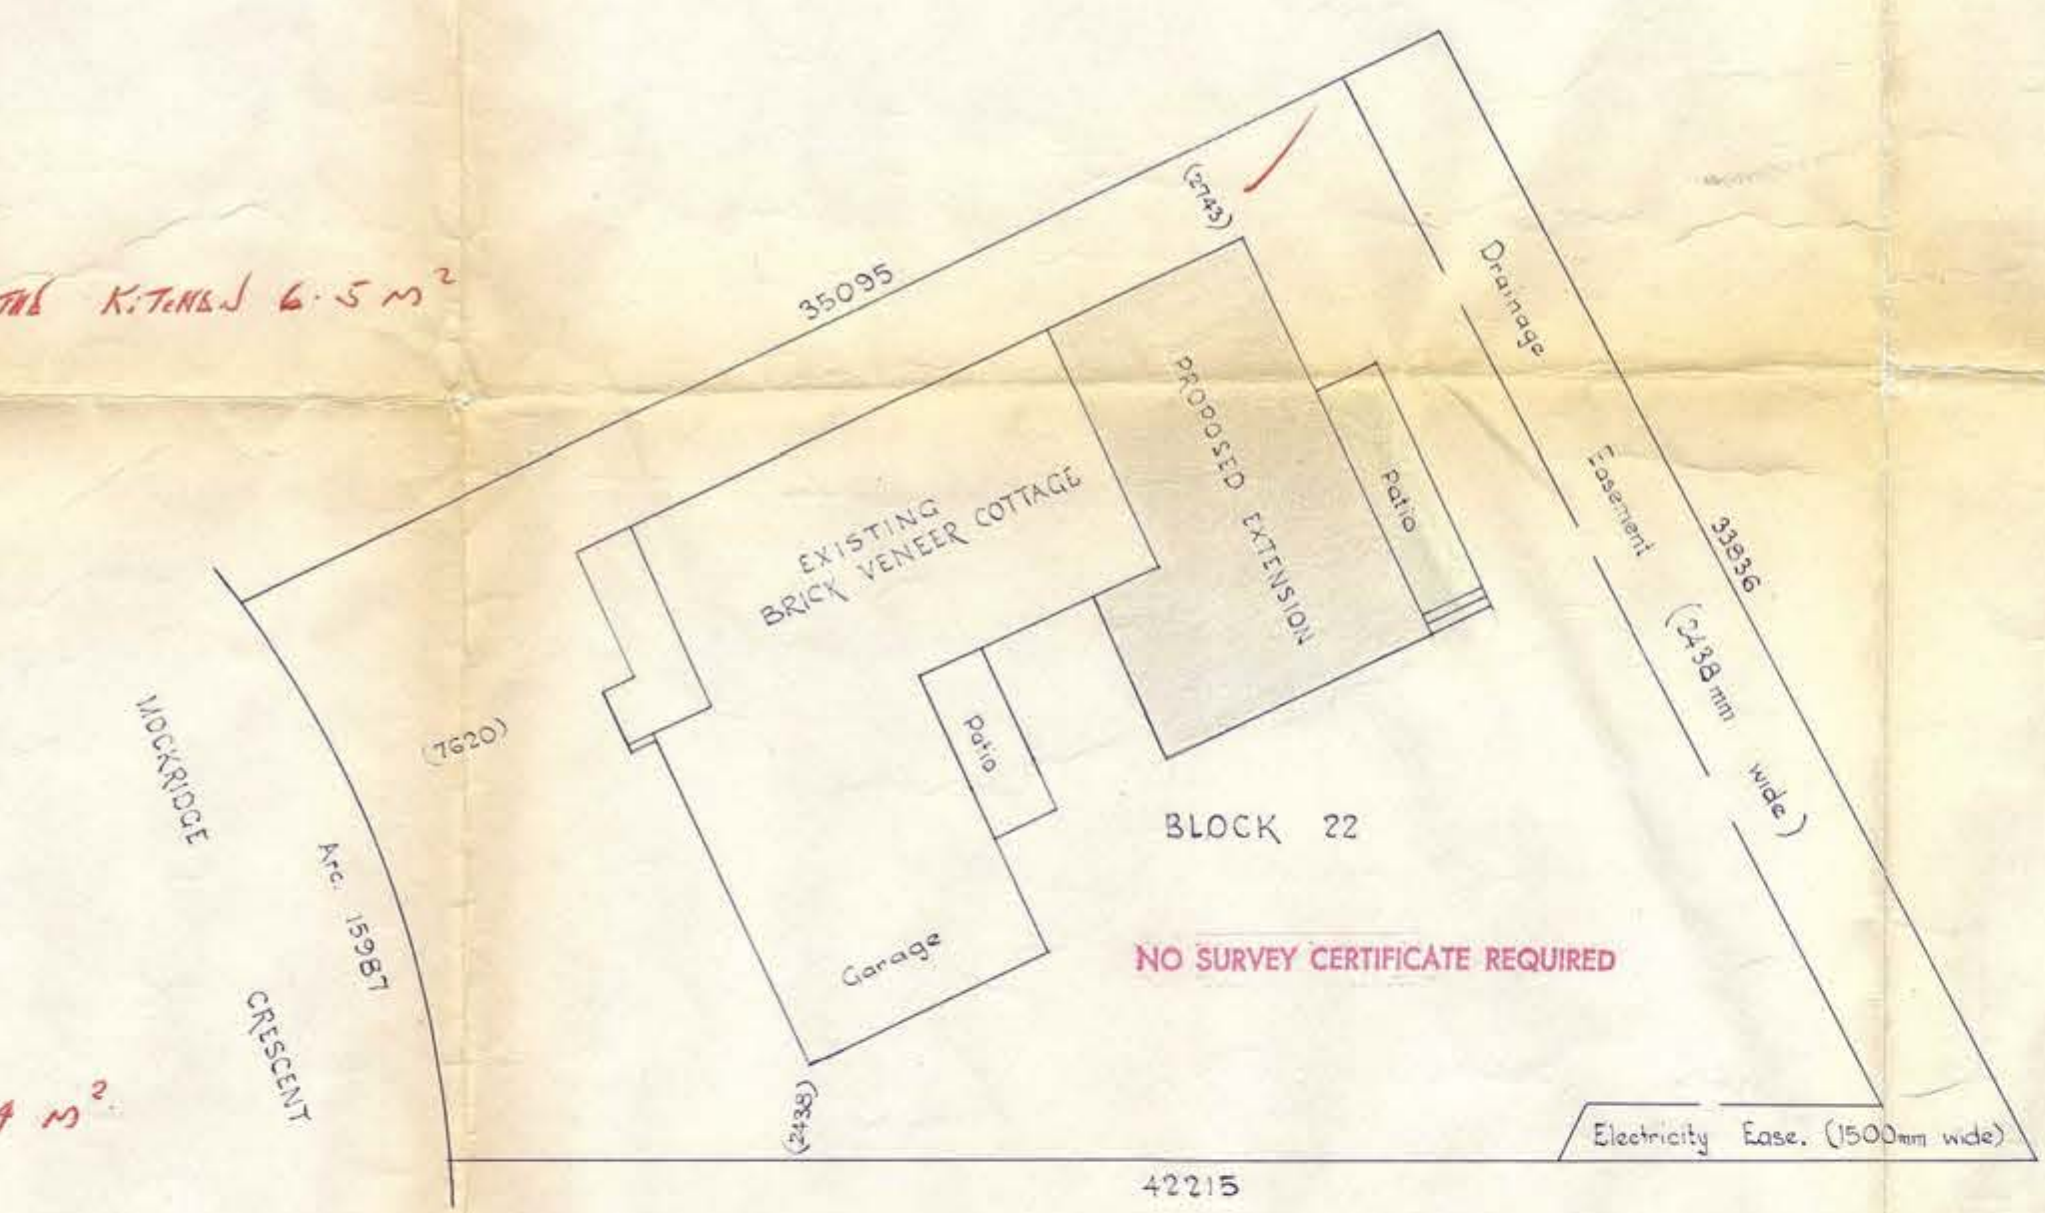 (2743)
K:TCHEN 6.5 m²
35095
Drainage
Easement
(2438 mm
wide)
33836
PROPOSED EXTENSION
Patio
EXISTING
BRICK VENEER COTTAGE
Patio
(7620)
MOCKRIDGE
CRESCENT
Arc. 15987
BLOCK 22
Garage
NO SURVEY CERTIFICATE REQUIRED
4 m².
(2438)
Electricity Ease. (1500mm wide)
42215